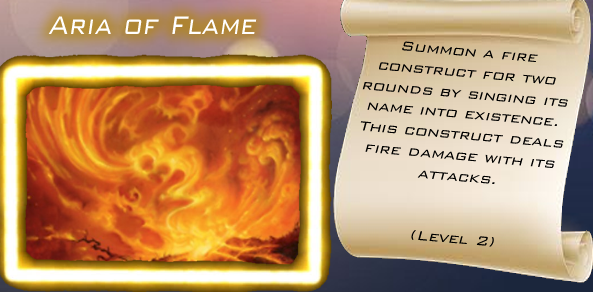 Aria of Flame
Summon a fire
construct for two
rounds by singing its
name into existence.
This construct deals
fire damage with its
attacks.
(Level 2)